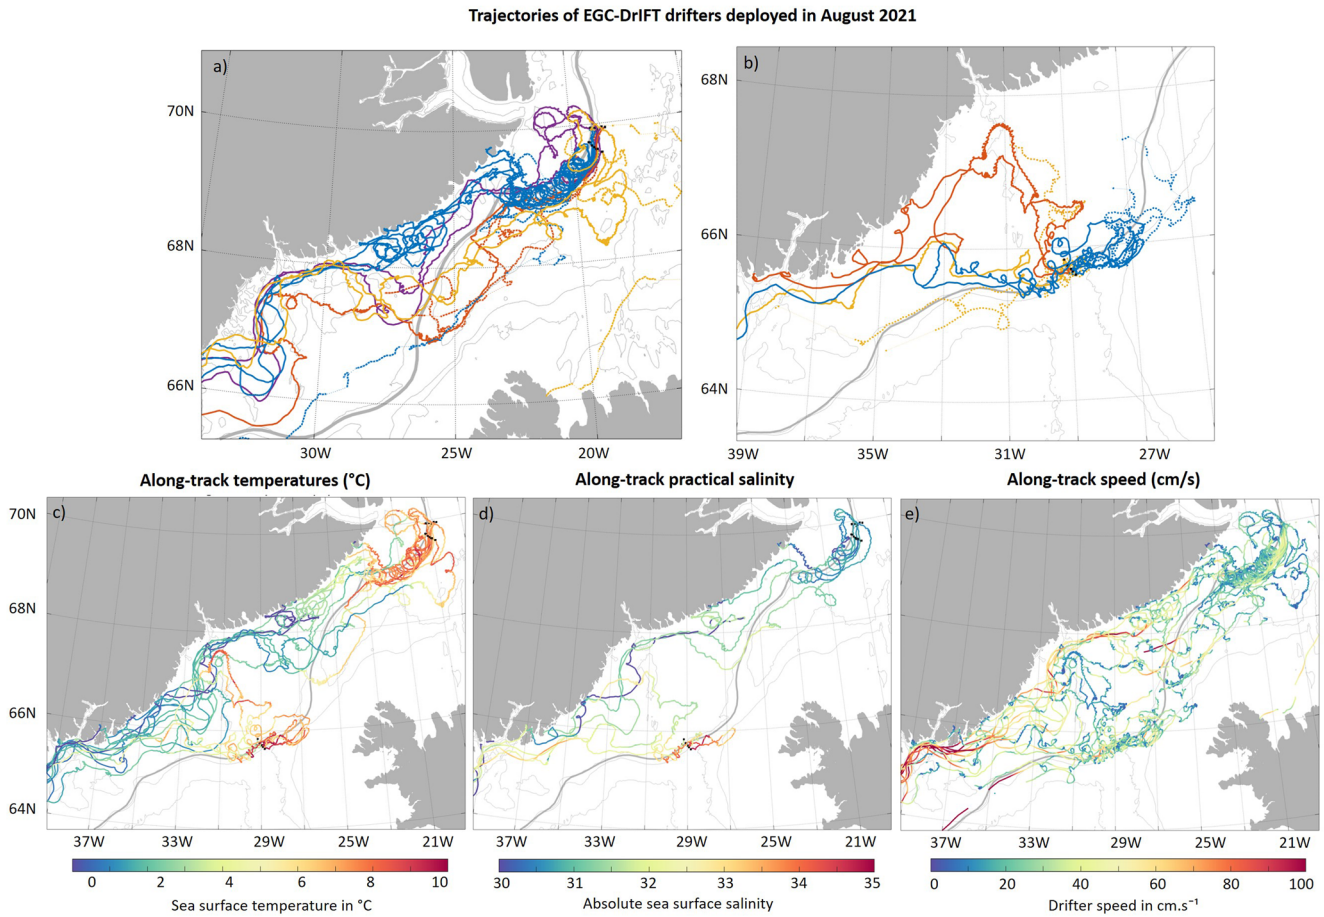 Trajectories of EGC-DrIFT drifters deployed in August 2021
a)
70N
68N
66N
30W
25W
20W
b)
68N
66N
64N
39W
35W
31W
27W
Along-track temperatures (°C)
c)
70N
68N
66N
64N
37W
33W
29W
25W
21W
0 2 4 6 8 10
Sea surface temperature in °C
Along-track practical salinity
d)
37W
33W
29W
25W
21W
30 31 32 33 34 35
Absolute sea surface salinity
Along-track speed (cm/s)
e)
37W
33W
29W
25W
21W
0 20 40 60 80 100
Drifter speed in cm.s⁻¹